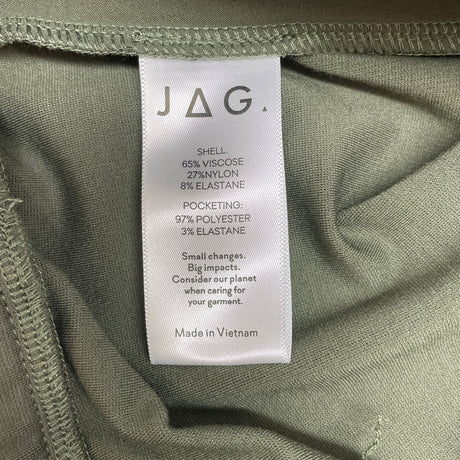 JAG.
SHELL:
65% VISCOSE
27%NYLON
8% ELASTANE
POCKETING:
97% POLYESTER
3% ELASTANE
Small changes.
Big impacts.
Consider our planet
when caring for
your garment.
Made in Vietnam